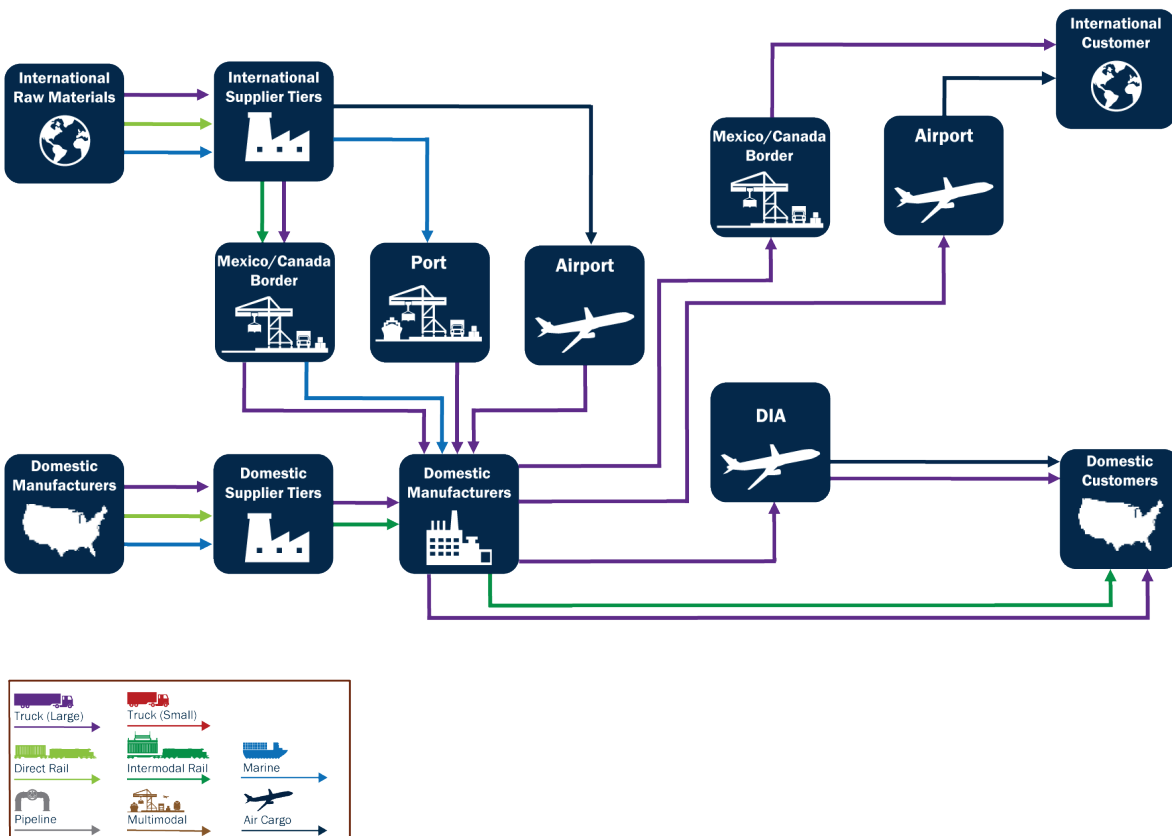 International
Raw Materials
International
Supplier Tiers
International
Customer
Mexico/Canada
Border
Airport
Mexico/Canada
Border
Port
Airport
DIA
Domestic
Manufacturers
Domestic
Supplier Tiers
Domestic
Manufacturers
Domestic
Customers
Truck (Large)
Truck (Small)
Direct Rail
Intermodal Rail
Marine
Pipeline
Multimodal
Air Cargo